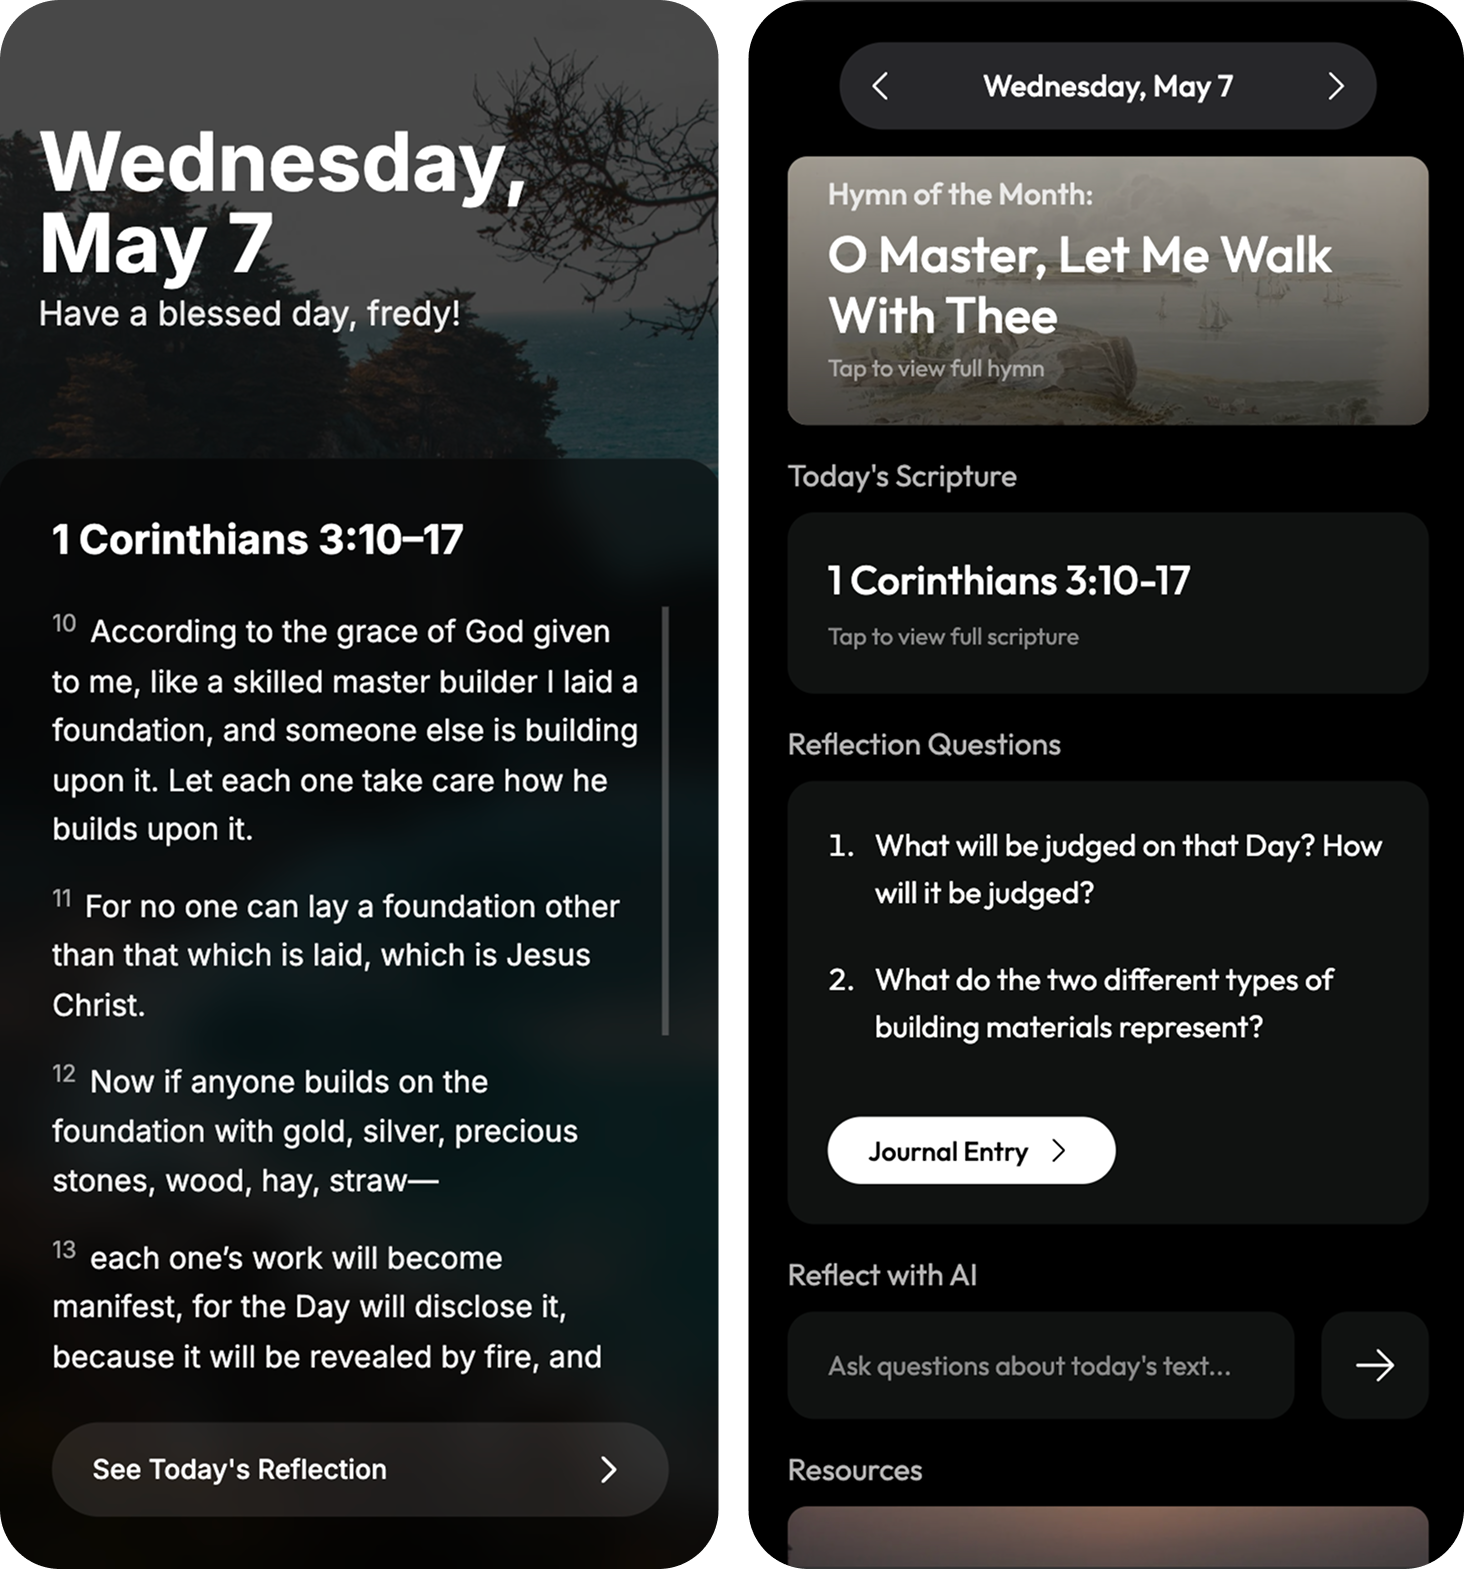 Wednesday,
May 7
Have a blessed day, fredy!
1 Corinthians 3:10–17
10 According to the grace of God given
to me, like a skilled master builder I laid a
foundation, and someone else is building
upon it. Let each one take care how he
builds upon it.
11 For no one can lay a foundation other
than that which is laid, which is Jesus
Christ.
12 Now if anyone builds on the
foundation with gold, silver, precious
stones, wood, hay, straw—
13 each one’s work will become
manifest, for the Day will disclose it,
because it will be revealed by fire, and
See Today's Reflection
Wednesday, May 7
Hymn of the Month:
O Master, Let Me Walk
With Thee
Tap to view full hymn
Today's Scripture
1 Corinthians 3:10-17
Tap to view full scripture
Reflection Questions
1. What will be judged on that Day? How
will it be judged?
2. What do the two different types of
building materials represent?
Journal Entry
Reflect with AI
Ask questions about today's text...
Resources